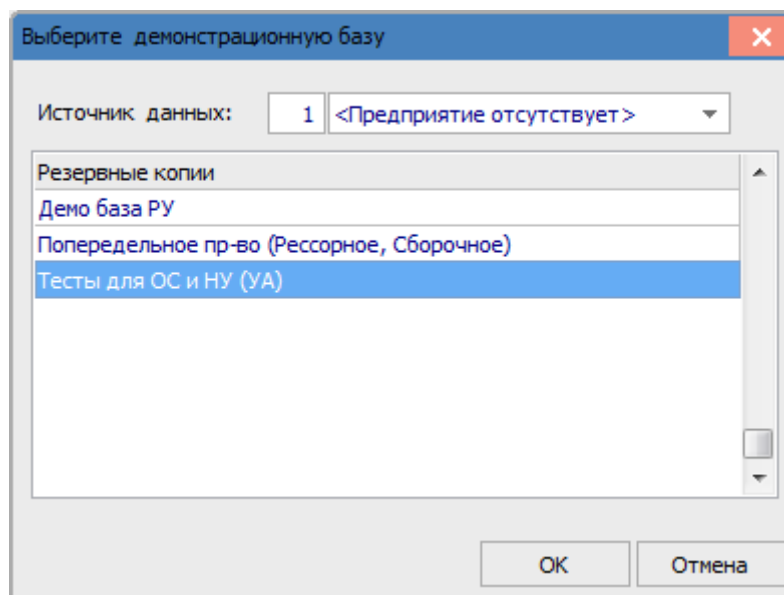 Выберите демонстрационную базу
Источник данных: 1 <Предприятие отсутствует>
Резервные копии
Демо база РУ
Попередельное пр-во (Рессорное, Сборочное)
Тесты для ОС и НУ (УА)
ОК Отмена